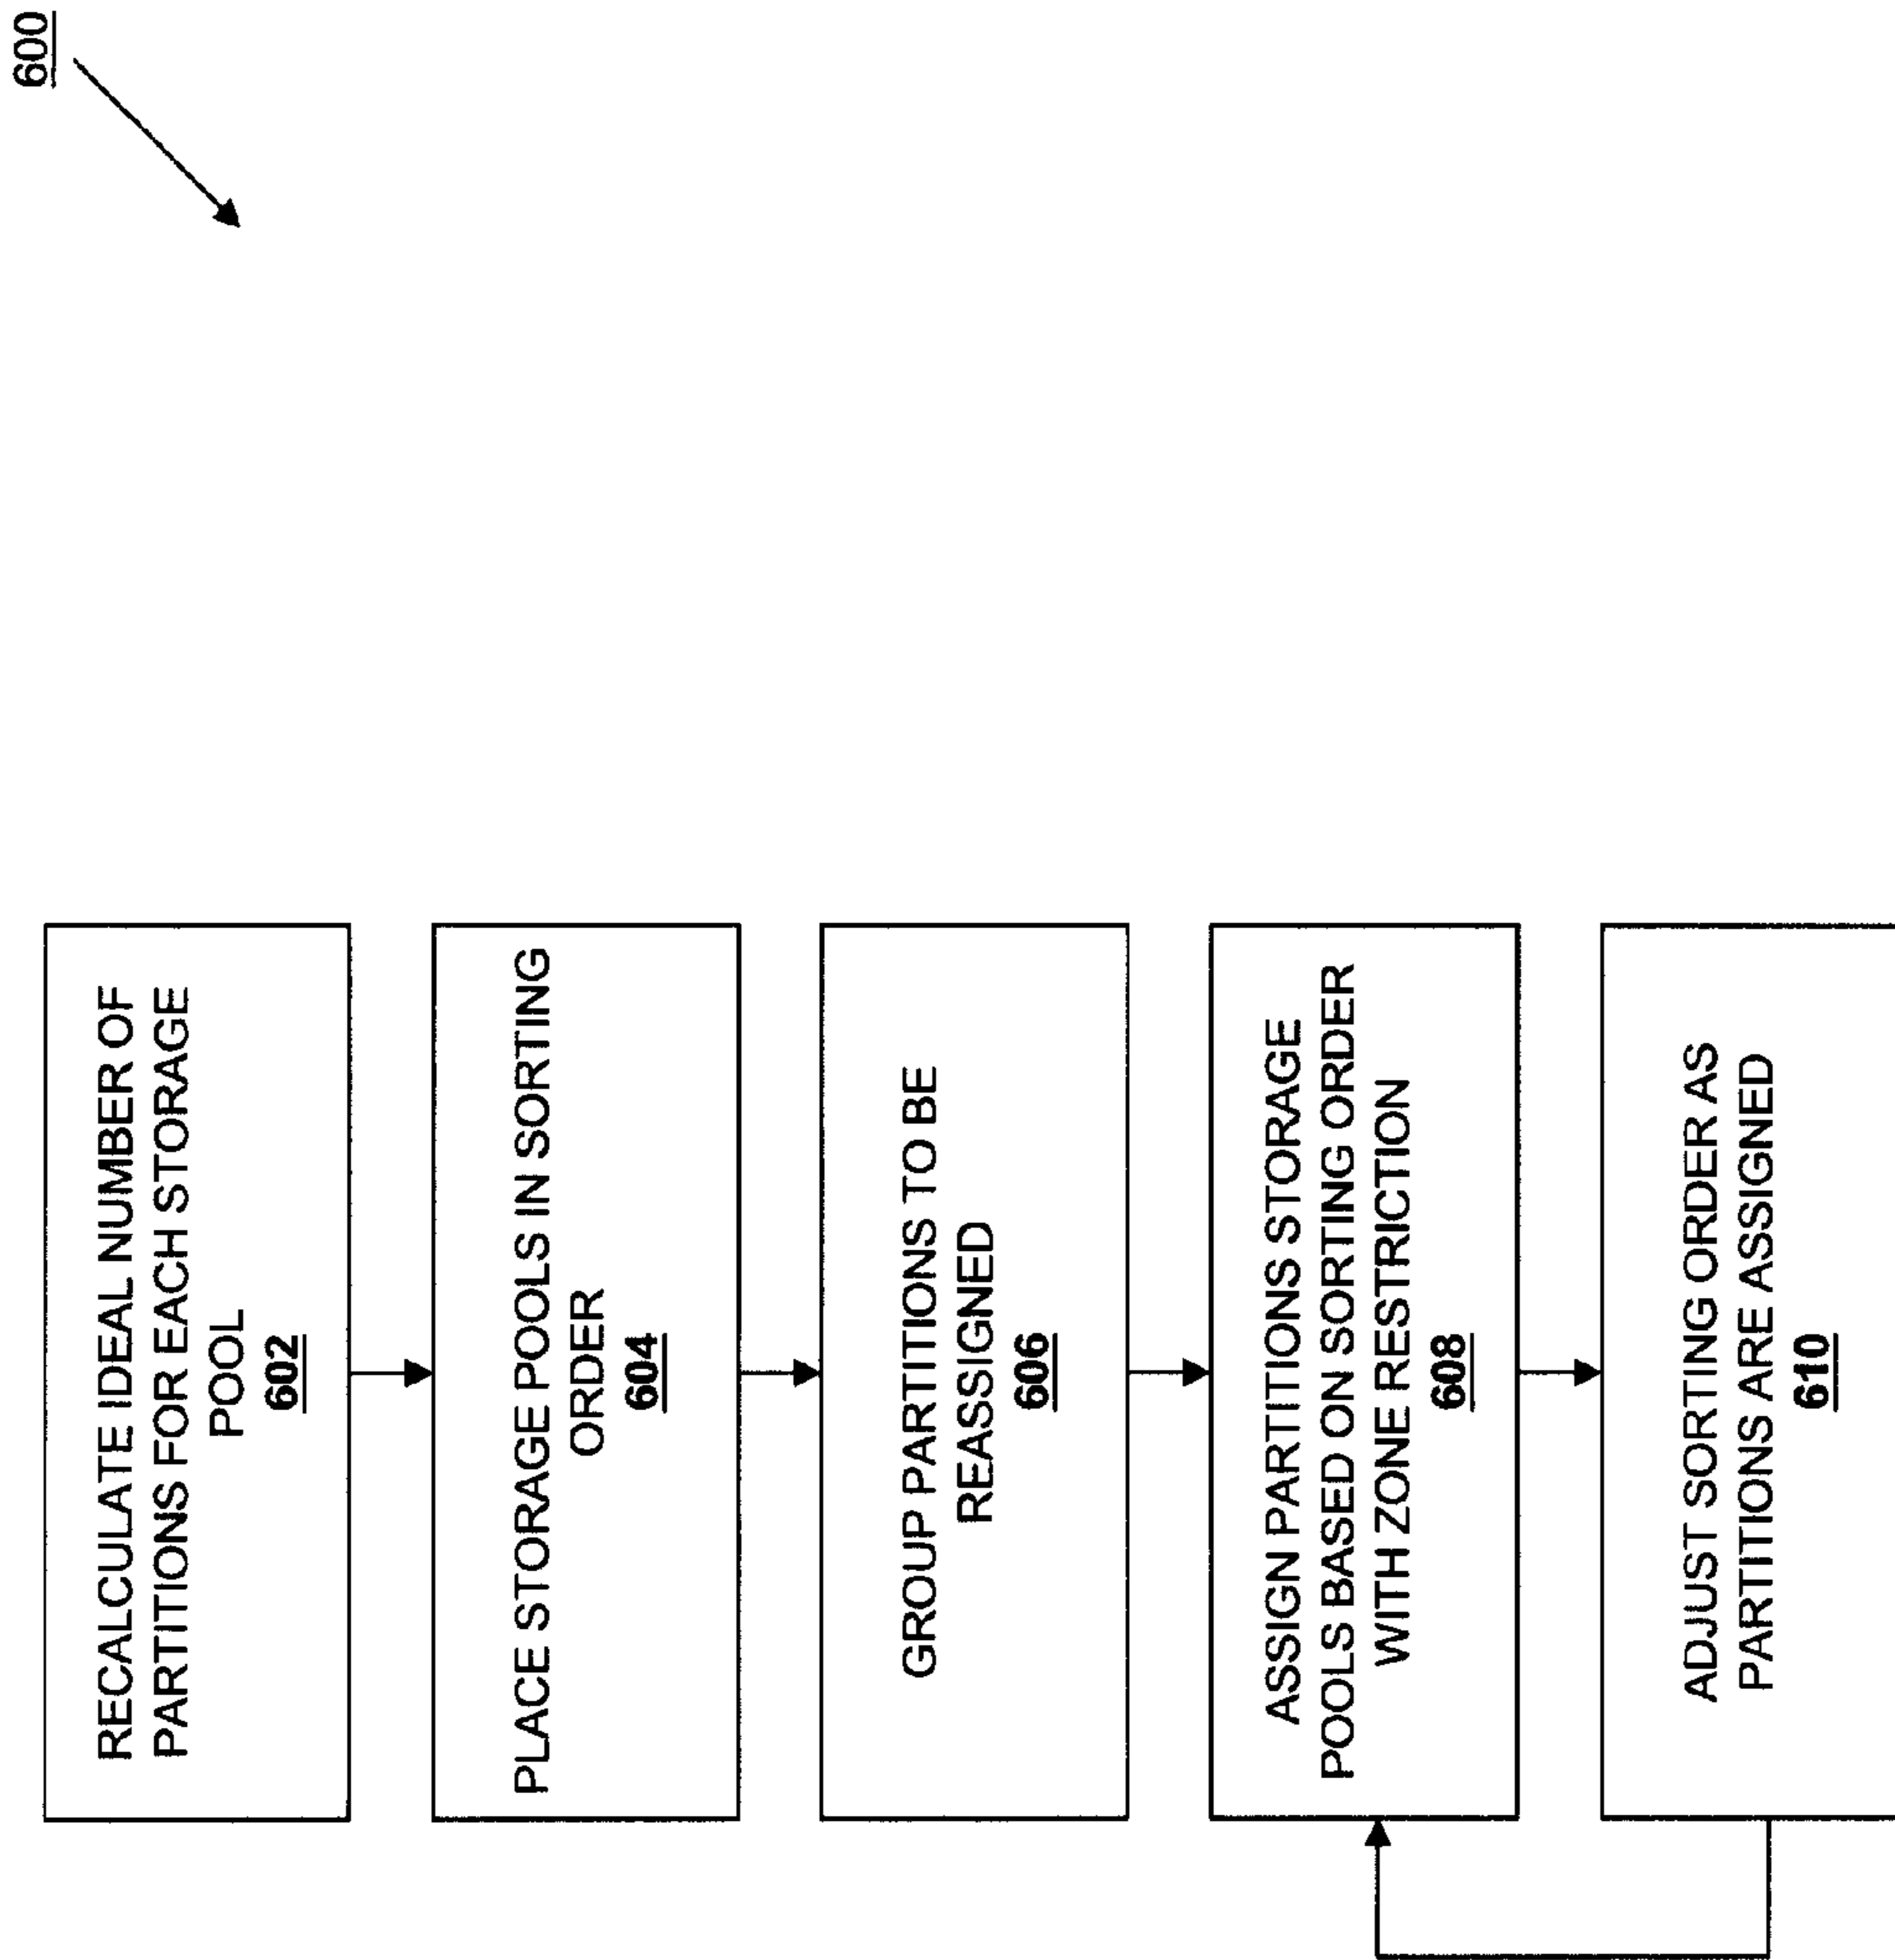 600
RECALCULATE IDEAL NUMBER OF
PARTITIONS FOR EACH STORAGE
POOL
602
PLACE STORAGE POOLS IN SORTING
ORDER
604
GROUP PARTITIONS TO BE
REASSIGNED
606
ASSIGN PARTITIONS STORAGE
POOLS BASED ON SORTING ORDER
WITH ZONE RESTRICTION
608
ADJUST SORTING ORDER AS
PARTITIONS ARE ASSIGNED
610